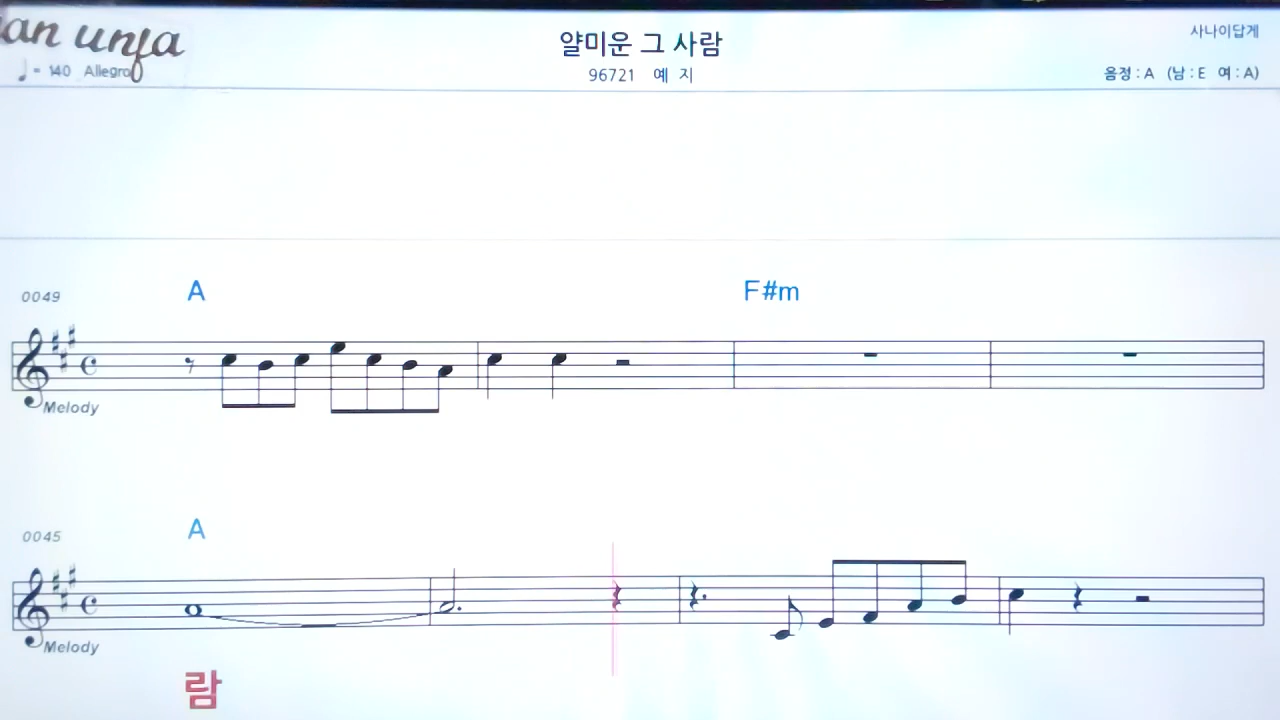 an unja
♩= 140 Allegro
얄미운 그 사람
96721 예 지
사나이답게
음정 : A (남 : E 여 : A)
0049
A
F#m
Melody
0045
A
Melody
람